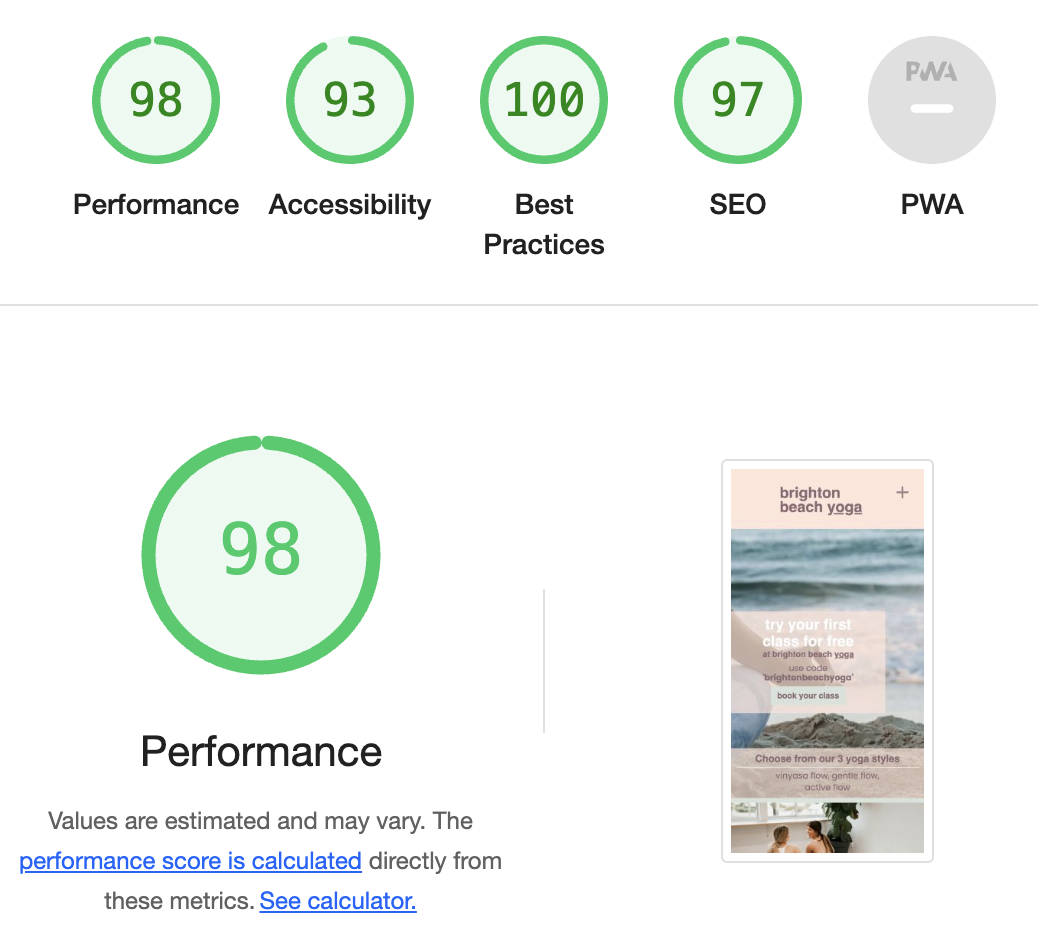 98
93
100
97
PWA
Performance
Accessibility
Best
Practices
SEO
PWA
98
Performance
Values are estimated and may vary. The
performance score is calculated directly from
these metrics. See calculator.
brighton
beach yoga
+
try your first
class for free
at brighton beach yoga
use code
'brightonbeachyoga'
book your class
Choose from our 3 yoga styles
vinyasa flow, gentle flow,
active flow